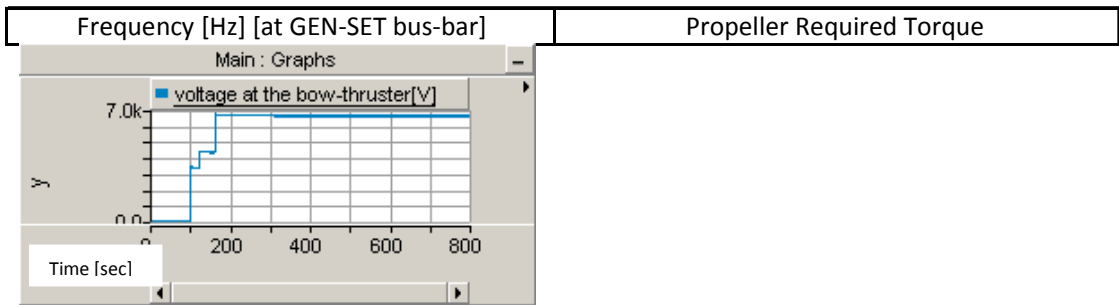 Frequency [Hz] [at GEN-SET bus-bar] Propeller Required Torque
Main : Graphs
voltage at the bow-thruster[V]
7.0k
y
0.0
0 200 400 600 800
Time [sec]